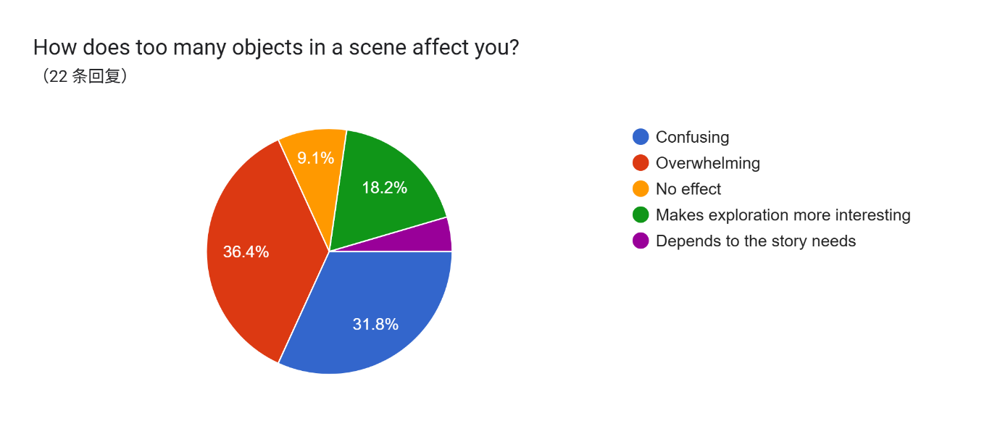 How does too many objects in a scene affect you?
（22 条回复）
9.1%
18.2%
36.4%
31.8%
Confusing
Overwhelming
No effect
Makes exploration more interesting
Depends to the story needs